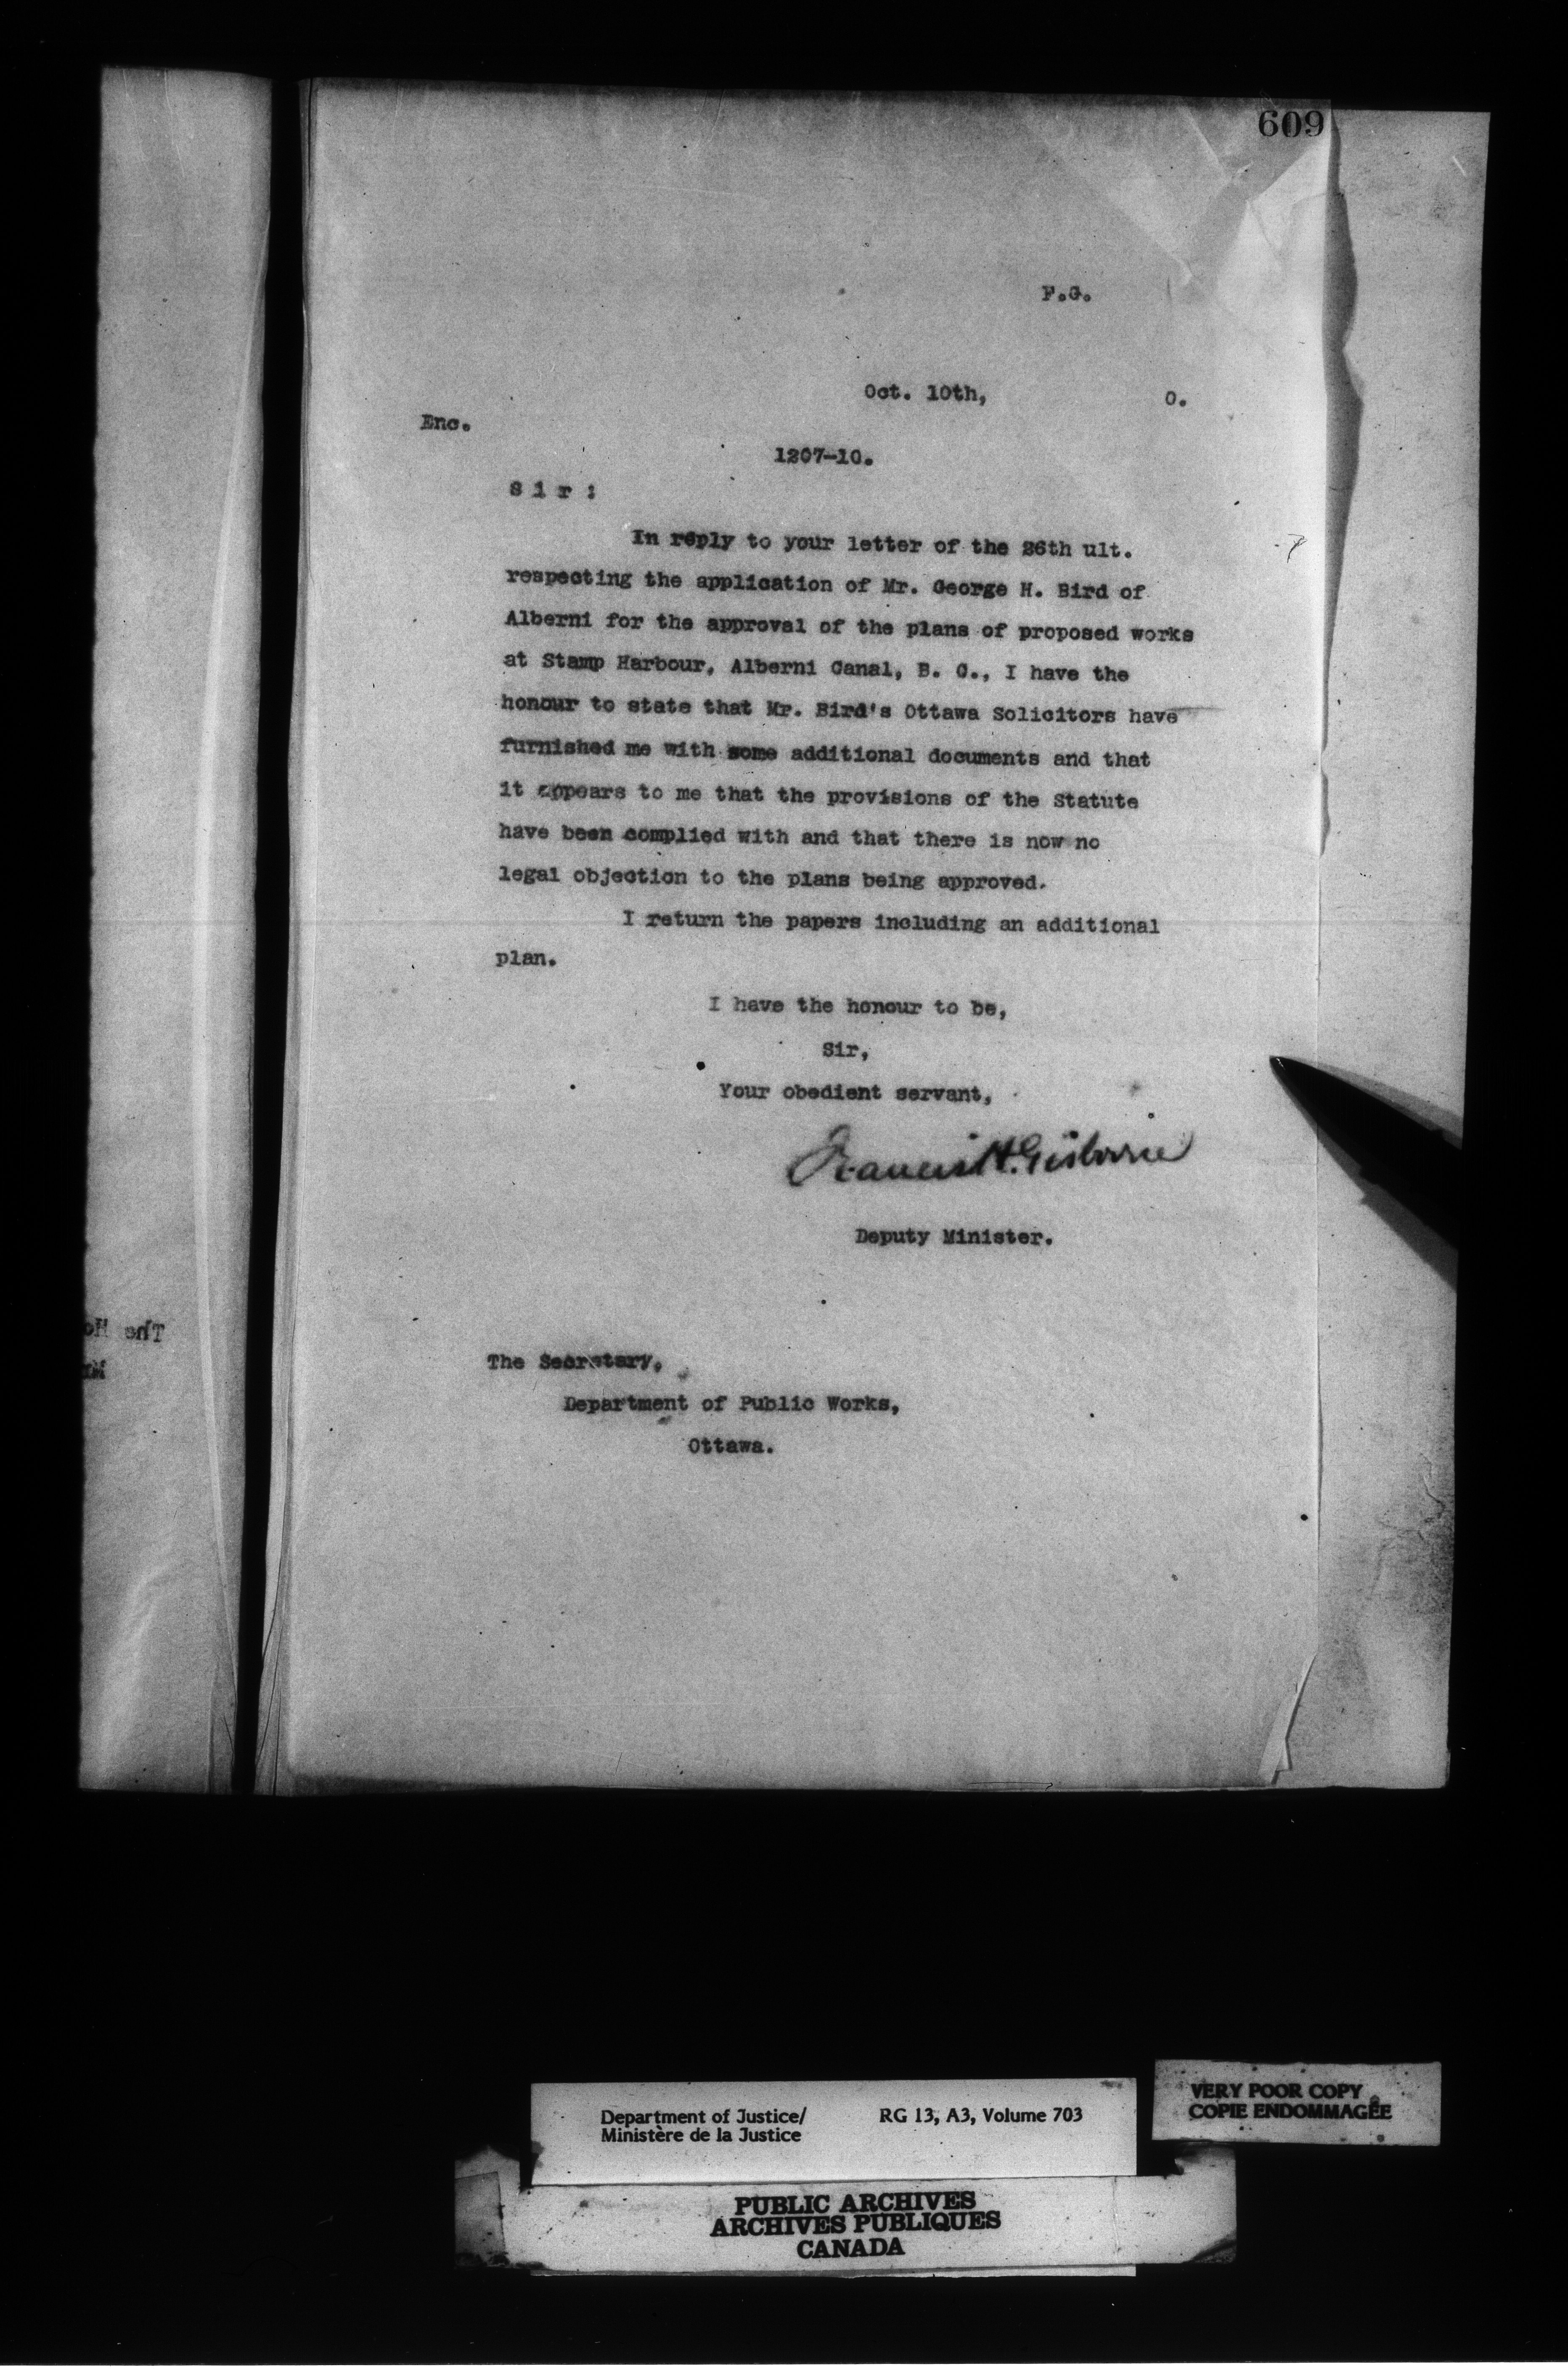 609
F.G.
Oct. 10th, 0.
Enc.
1207-10.
S i r :
In reply to your letter of the 26th ult.
respecting the application of Mr. George H. Bird of
Alberni for the approval of the plans of proposed works
at Stamp Harbour, Alberni Canal, B. C., I have the
honour to state that Mr. Bird's Ottawa Solicitors have
furnished me with some additional documents and that
it appears to me that the provisions of the Statute
have been complied with and that there is now no
legal objection to the plans being approved.
I return the papers including an additional
plan.
I have the honour to be,
Sir,
Your obedient servant,
Francis H. Gisborne
Deputy Minister.
The Secretary,
Department of Public Works,
Ottawa.
The Ho
Mi
Department of Justice/ RG 13, A3, Volume 703
Ministère de la Justice
VERY POOR COPY
COPIE ENDOMMAGÉE
PUBLIC ARCHIVES
ARCHIVES PUBLIQUES
CANADA